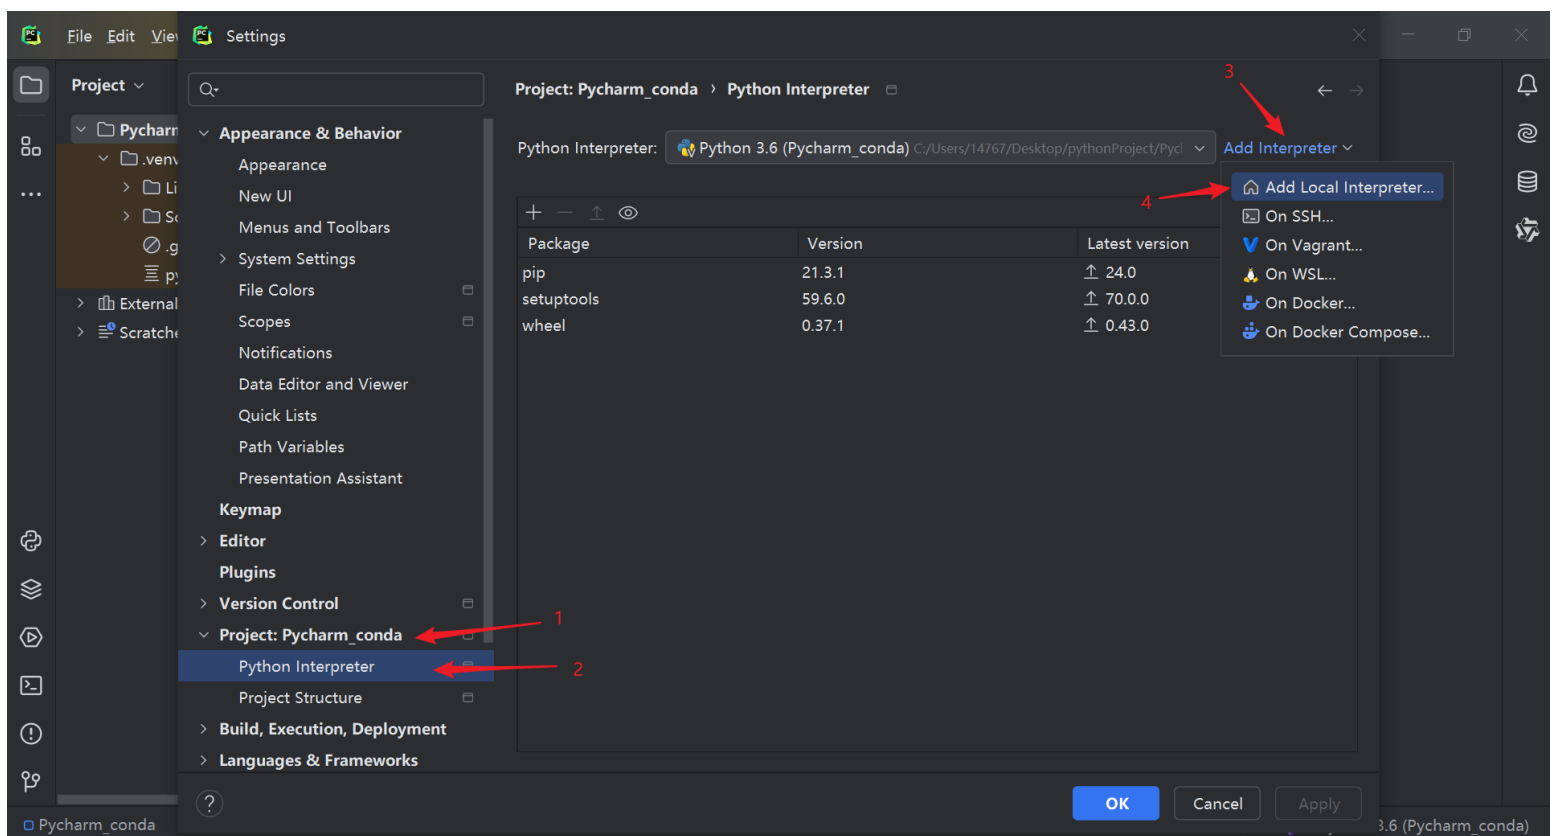 File Edit View
Settings
Project
Pycharm
.venv
Li
Sc
.g
py
External
Scratche
Appearance & Behavior
Appearance
New UI
Menus and Toolbars
System Settings
File Colors
Scopes
Notifications
Data Editor and Viewer
Quick Lists
Path Variables
Presentation Assistant
Keymap
Editor
Plugins
Version Control
Project: Pycharm_conda
1
Python Interpreter
2
Project Structure
Build, Execution, Deployment
Languages & Frameworks
Project: Pycharm_conda › Python Interpreter
3
Python Interpreter: Python 3.6 (Pycharm_conda) C:/Users/14767/Desktop/pythonProject/Pycl Add Interpreter
4
Add Local Interpreter...
On SSH...
On Vagrant...
On WSL...
On Docker...
On Docker Compose...
Package Version Latest version
pip 21.3.1 24.0
setuptools 59.6.0 70.0.0
wheel 0.37.1 0.43.0
?
OK Cancel Apply
Pycharm_conda
3.6 (Pycharm_conda)